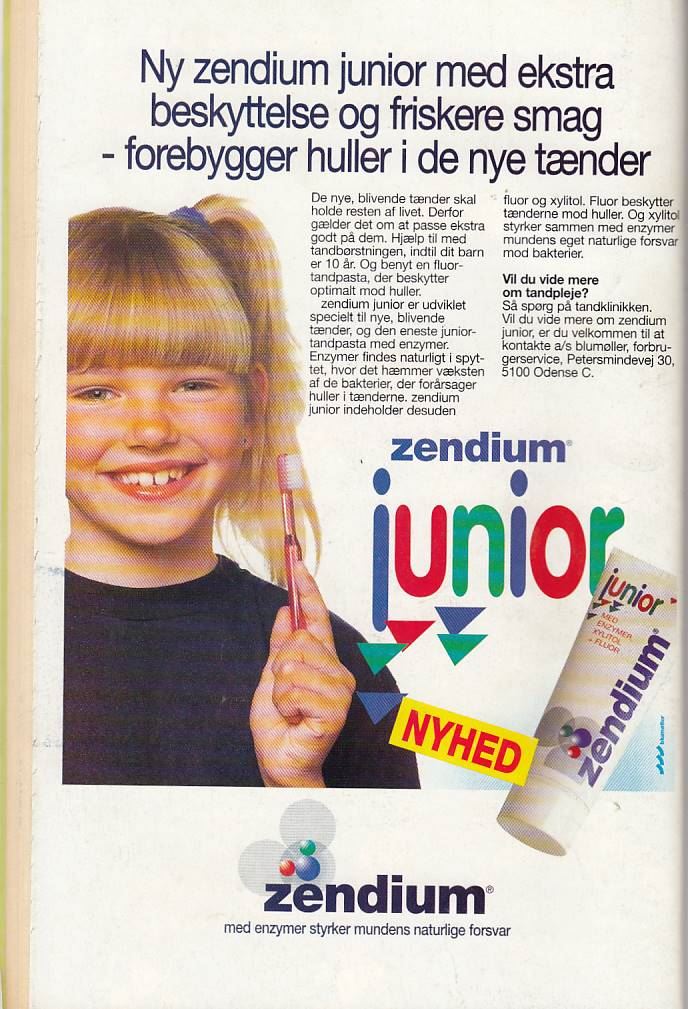 Ny zendium junior med ekstra
beskyttelse og friskere smag
- forebygger huller i de nye tænder
De nye, blivende tænder skal
holde resten af livet. Derfor
gælder det om at passe ekstra
godt på dem. Hjælp til med
tandbørstningen, indtil dit barn
er 10 år. Og benyt en fluor-
tandpasta, der beskytter
optimalt mod huller.
zendium junior er udviklet
specielt til nye, blivende
tænder, og den eneste junior-
tandpasta med enzymer.
Enzymer findes naturligt i spyt-
tet, hvor det hæmmer væksten
af de bakterier, der forårsager
huller i tænderne. zendium
junior indeholder desuden
fluor og xylitol. Fluor beskytter
tænderne mod huller. Og xylitol
styrker sammen med enzymer
mundens eget naturlige forsvar
mod bakterier.
Vil du vide mere
om tandpleje?
Så spørg på tandklinikken.
Vil du vide mere om zendium
junior, er du velkommen til at
kontakte a/s blumøller, forbru-
gerservice, Petersmindevej 30,
5100 Odense C.
zendium®
junior
junior
MED
ENZYMER
XYLITOL
+ FLUOR
zendium®
NYHED
blumøller
zendium®
med enzymer styrker mundens naturlige forsvar